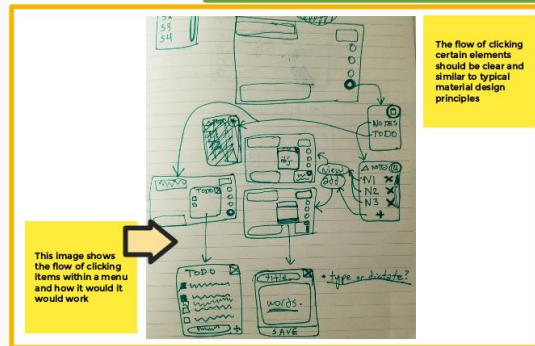 S3
S4
The flow of clicking
certain elements
should be clear and
similar to typical
material design
principles
NOTES
TODO
NOTES
N1 X
N2 X
N3 X
+
view
add
TODO
This image shows
the flow of clicking
items within a menu
and how it would it
would work
TODO
title
words.
SAVE
* type or dictate?